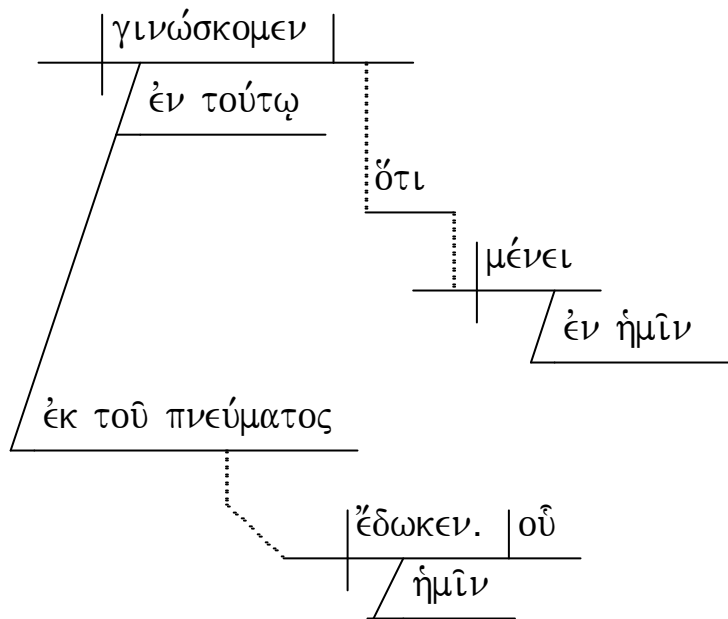 γινώσκομεν
ἐν τούτῳ
ὅτι
μένει
ἐν ἡμῖν
ἐκ τοῦ πνεύματος
ἔδωκεν. οὗ
ἡμῖν